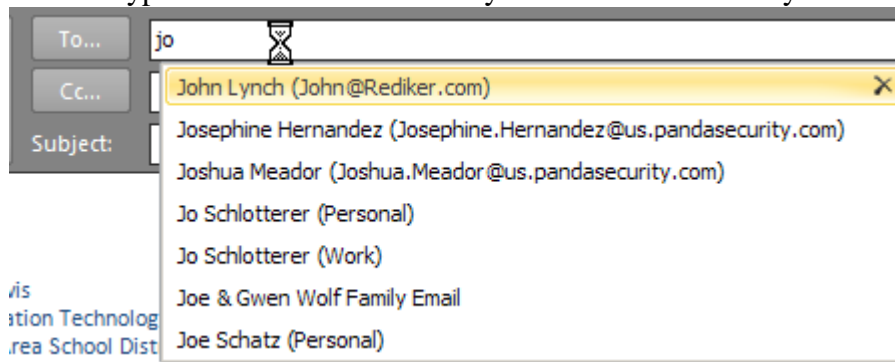 To... jo
Cc...
John Lynch (John@Rediker.com)
Subject:
Josephine Hernandez (Josephine.Hernandez@us.pandasecurity.com)
Joshua Meador (Joshua.Meador@us.pandasecurity.com)
Jo Schlotterer (Personal)
Jo Schlotterer (Work)
Joe & Gwen Wolf Family Email
Joe Schatz (Personal)
vis
ation Technolog
rea School Dist